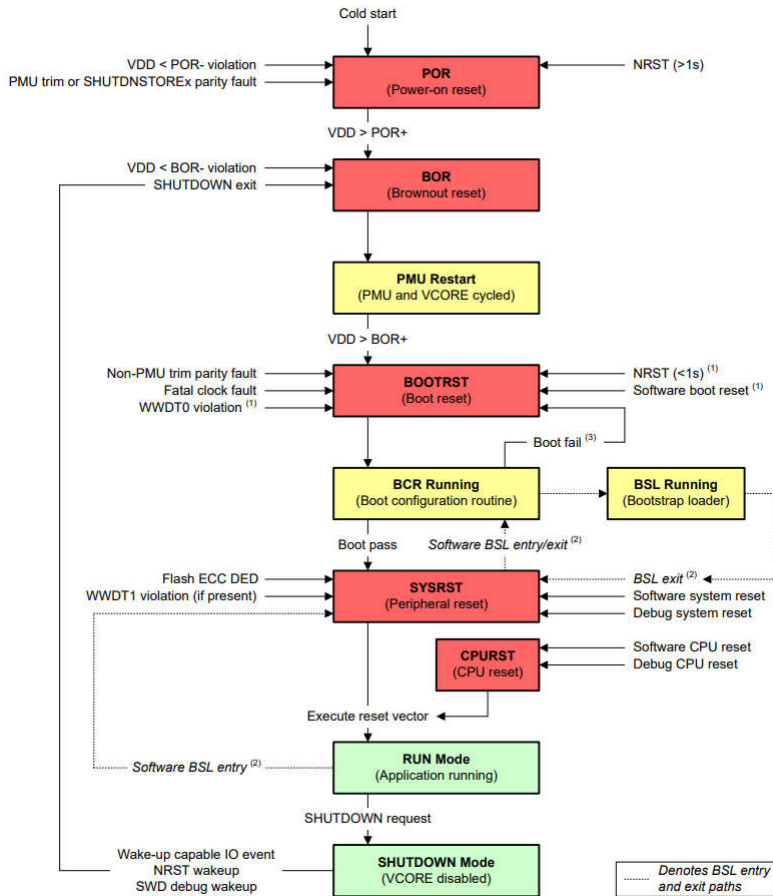 Cold start
VDD < POR- violation
PMU trim or SHUTDNSTOREx parity fault
POR
(Power-on reset)
NRST (>1s)
VDD > POR+
VDD < BOR- violation
SHUTDOWN exit
BOR
(Brownout reset)
PMU Restart
(PMU and VCORE cycled)
VDD > BOR+
Non-PMU trim parity fault
Fatal clock fault
WWDT0 violation (1)
BOOTRST
(Boot reset)
NRST (<1s) (1)
Software boot reset (1)
Boot fail (3)
BCR Running
(Boot configuration routine)
BSL Running
(Bootstrap loader)
Boot pass
Software BSL entry/exit (2)
Flash ECC DED
WWDT1 violation (if present)
SYSRST
(Peripheral reset)
BSL exit (2)
Software system reset
Debug system reset
CPURST
(CPU reset)
Software CPU reset
Debug CPU reset
Execute reset vector
Software BSL entry (2)
RUN Mode
(Application running)
SHUTDOWN request
Wake-up capable IO event
NRST wakeup
SWD debug wakeup
SHUTDOWN Mode
(VCORE disabled)
Denotes BSL entry
and exit paths